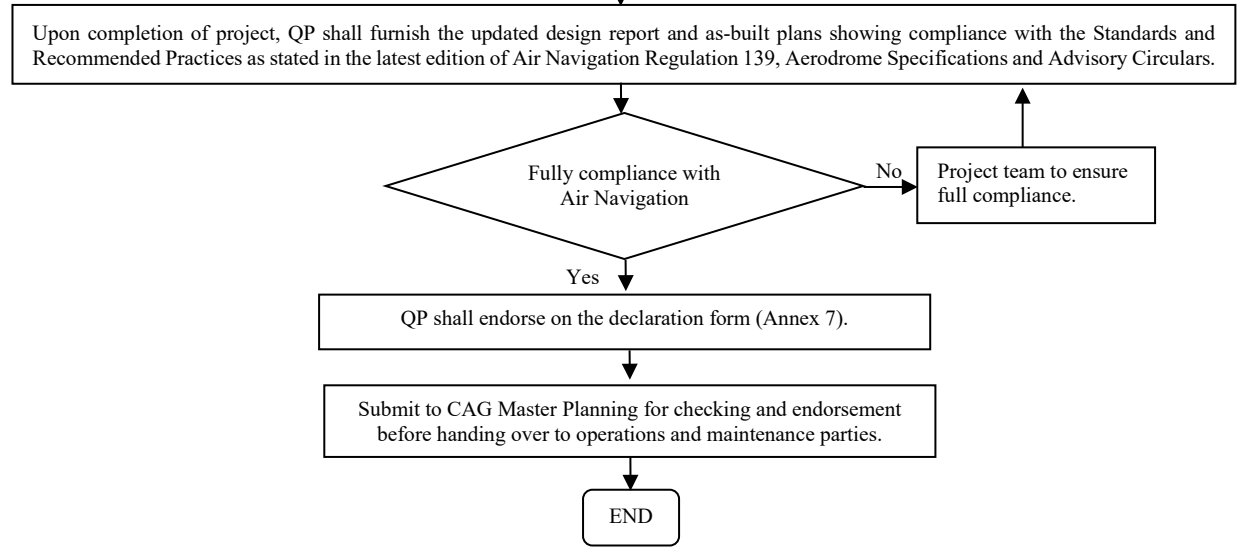 Upon completion of project, QP shall furnish the updated design report and as-built plans showing compliance with the Standards and
Recommended Practices as stated in the latest edition of Air Navigation Regulation 139, Aerodrome Specifications and Advisory Circulars.
Fully compliance with
Air Navigation
No
Project team to ensure
full compliance.
Yes
QP shall endorse on the declaration form (Annex 7).
Submit to CAG Master Planning for checking and endorsement
before handing over to operations and maintenance parties.
END